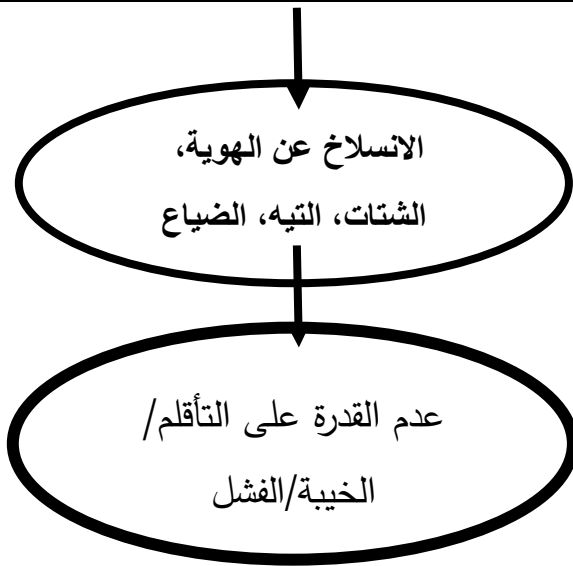 الانسلاخ عن الهوية،
الشتات، التيه، الضياع
عدم القدرة على التأقلم/
الخيبة/الفشل